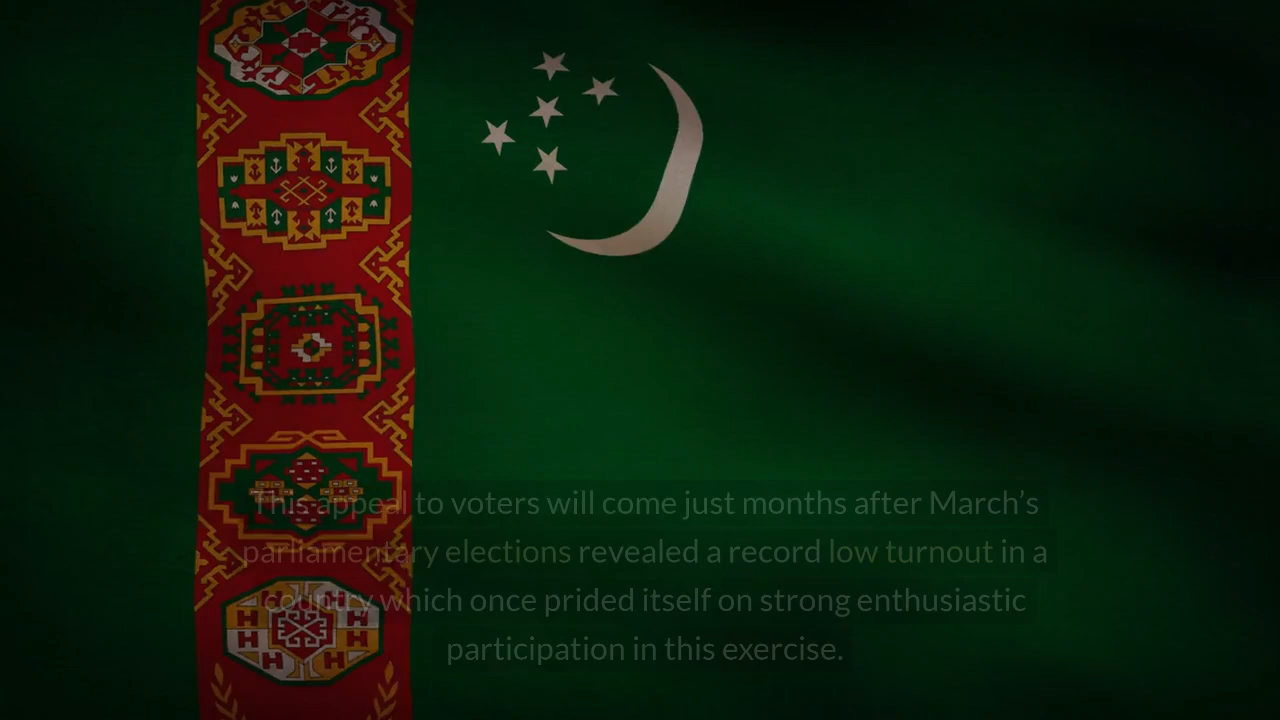 This appeal to voters will come just months after March’s
parliamentary elections revealed a record low turnout in a
country which once prided itself on strong enthusiastic
participation in this exercise.